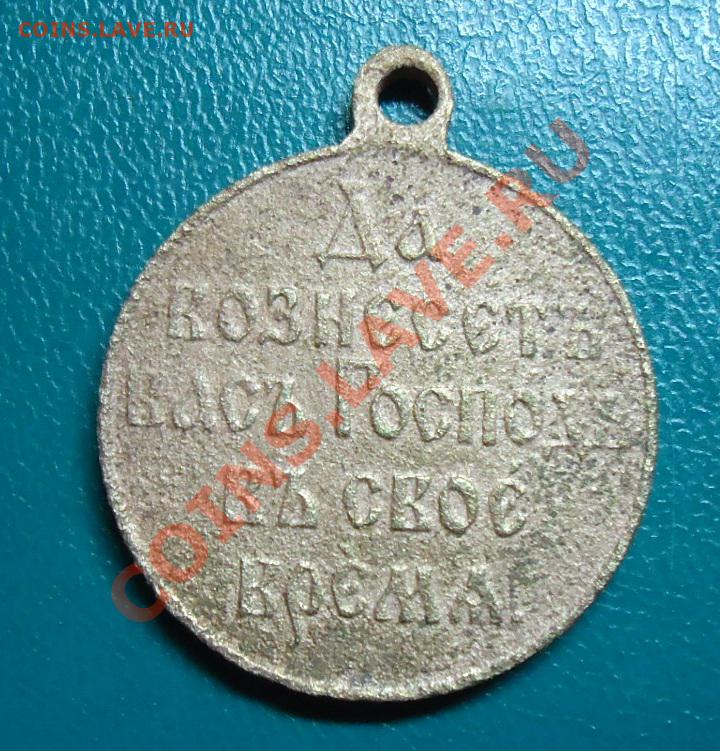 COINS.LAVE.RU
Да
вознесетъ
васъ Господь
въ свое
время
COINS.LAVE.RU